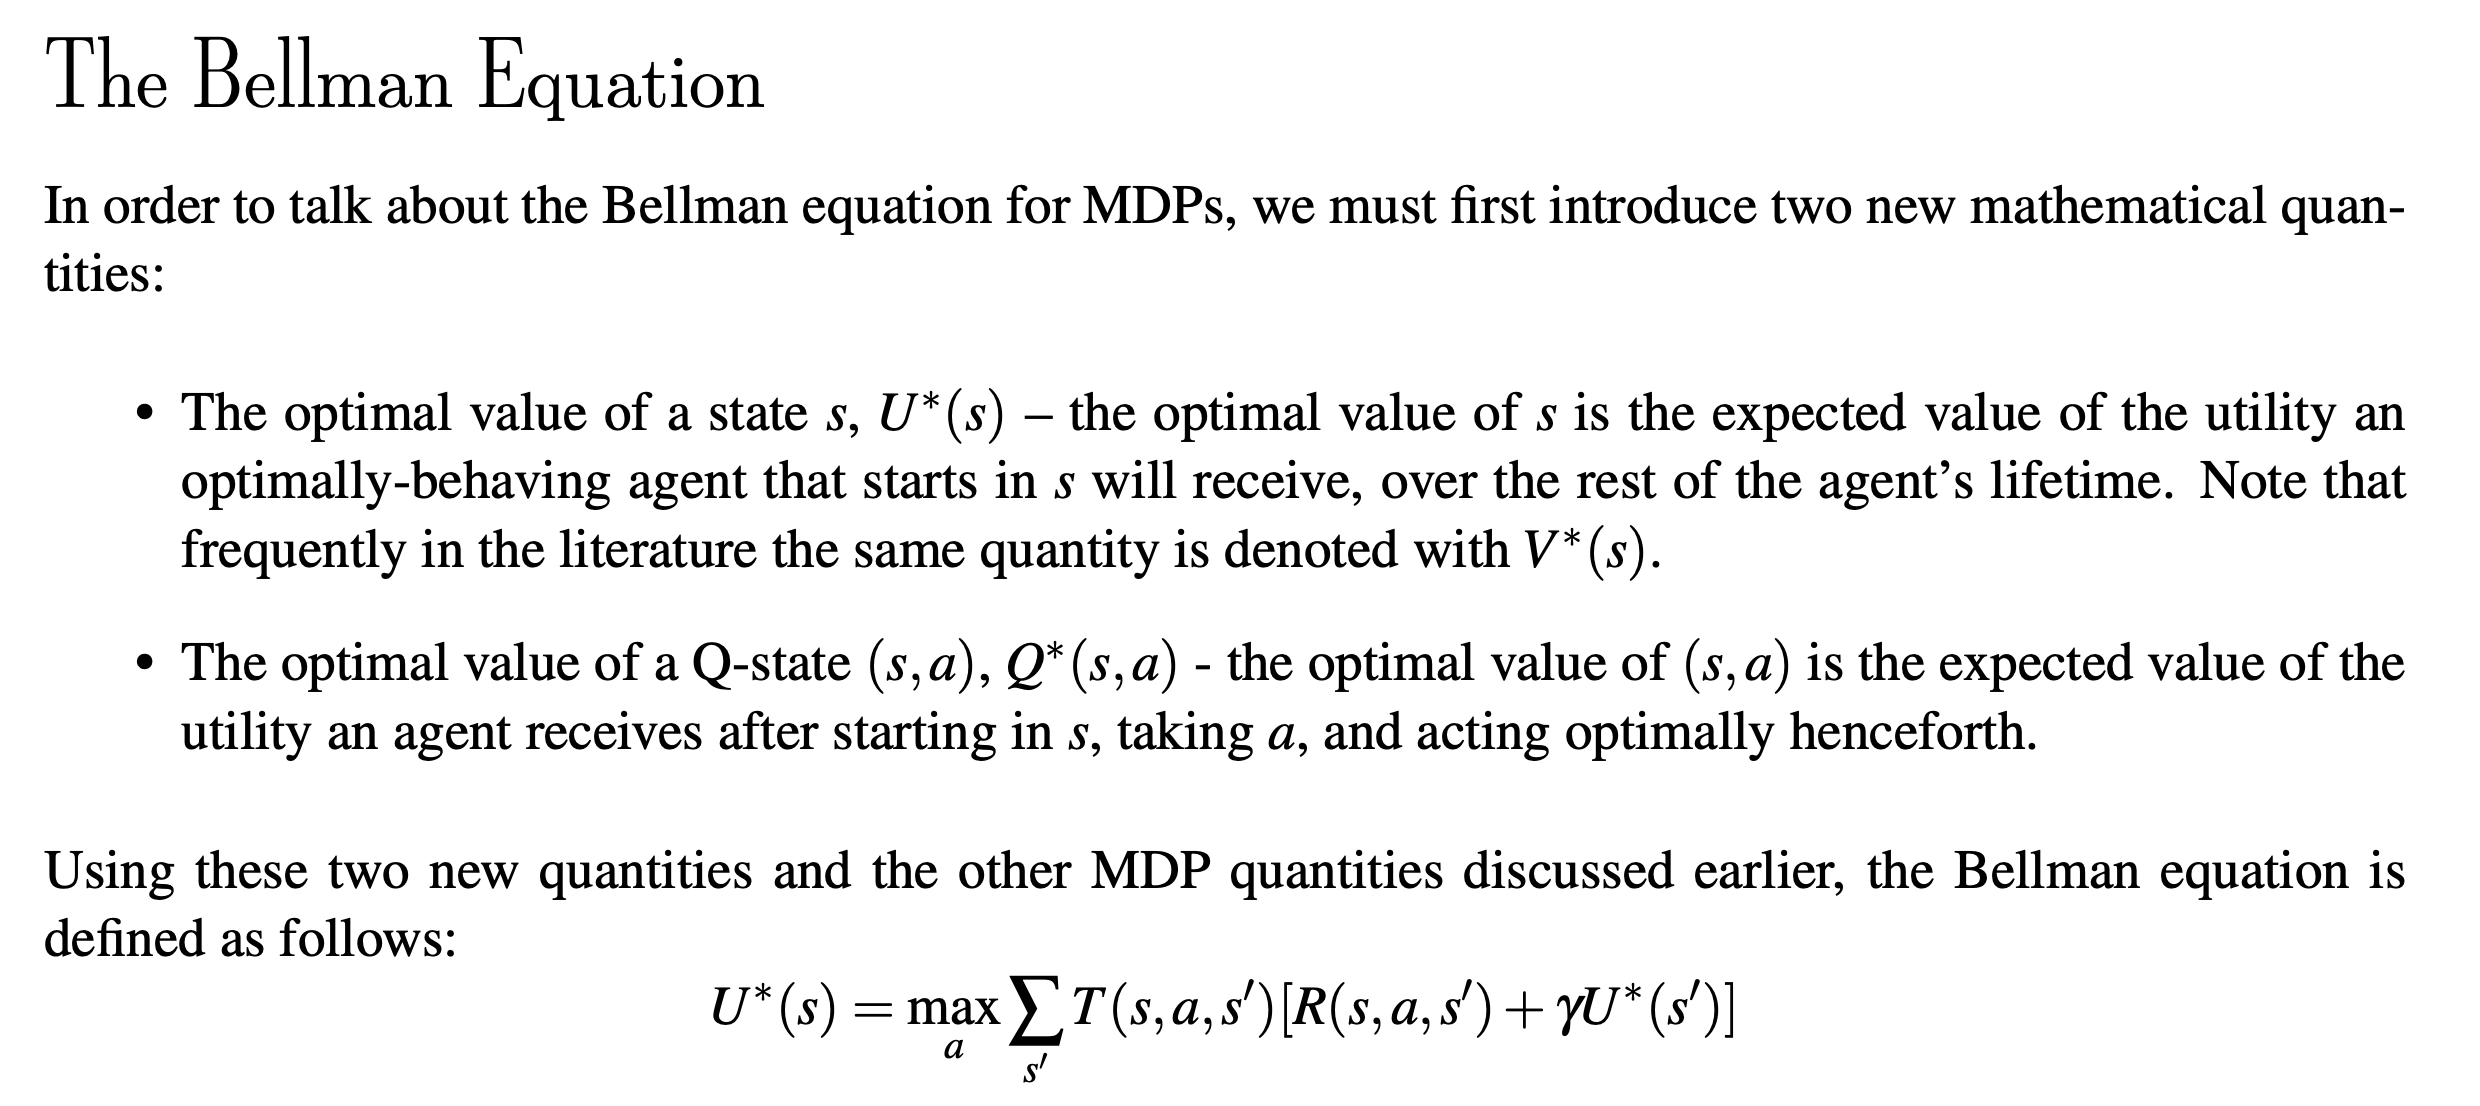 The Bellman Equation
In order to talk about the Bellman equation for MDPs, we must first introduce two new mathematical quan-
tities:
• The optimal value of a state s, U*(s) – the optimal value of s is the expected value of the utility an
optimally-behaving agent that starts in s will receive, over the rest of the agent’s lifetime. Note that
frequently in the literature the same quantity is denoted with V*(s).
• The optimal value of a Q-state (s,a), Q*(s,a) - the optimal value of (s,a) is the expected value of the
utility an agent receives after starting in s, taking a, and acting optimally henceforth.
Using these two new quantities and the other MDP quantities discussed earlier, the Bellman equation is
defined as follows:
U*(s) = max_a ∑_{s′} T(s,a,s′)[R(s,a,s′) + γU*(s′)]